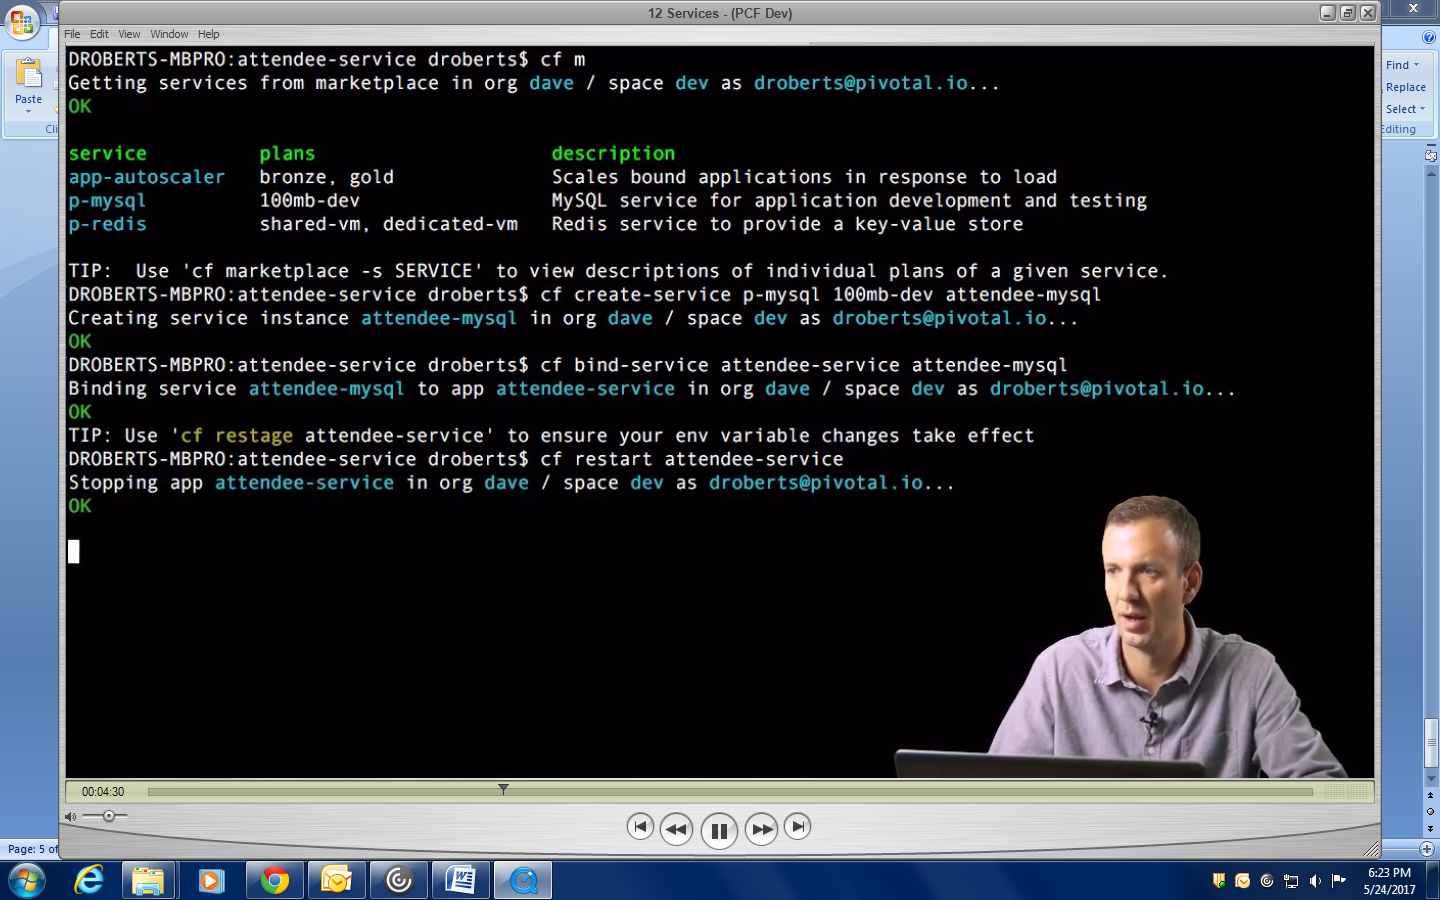 12 Services - (PCF Dev)
File Edit View Window Help
Paste
Find
Replace
Select
Editing
DROBERTS-MBPRO:attendee-service droberts$ cf m
Getting services from marketplace in org dave / space dev as droberts@pivotal.io...
OK
service plans description
app-autoscaler bronze, gold Scales bound applications in response to load
p-mysql 100mb-dev MySQL service for application development and testing
p-redis shared-vm, dedicated-vm Redis service to provide a key-value store
TIP: Use 'cf marketplace -s SERVICE' to view descriptions of individual plans of a given service.
DROBERTS-MBPRO:attendee-service droberts$ cf create-service p-mysql 100mb-dev attendee-mysql
Creating service instance attendee-mysql in org dave / space dev as droberts@pivotal.io...
OK
DROBERTS-MBPRO:attendee-service droberts$ cf bind-service attendee-service attendee-mysql
Binding service attendee-mysql to app attendee-service in org dave / space dev as droberts@pivotal.io...
OK
TIP: Use 'cf restage attendee-service' to ensure your env variable changes take effect
DROBERTS-MBPRO:attendee-service droberts$ cf restart attendee-service
Stopping app attendee-service in org dave / space dev as droberts@pivotal.io...
OK
00:04:30
Page: 5 of
6:23 PM
5/24/2017